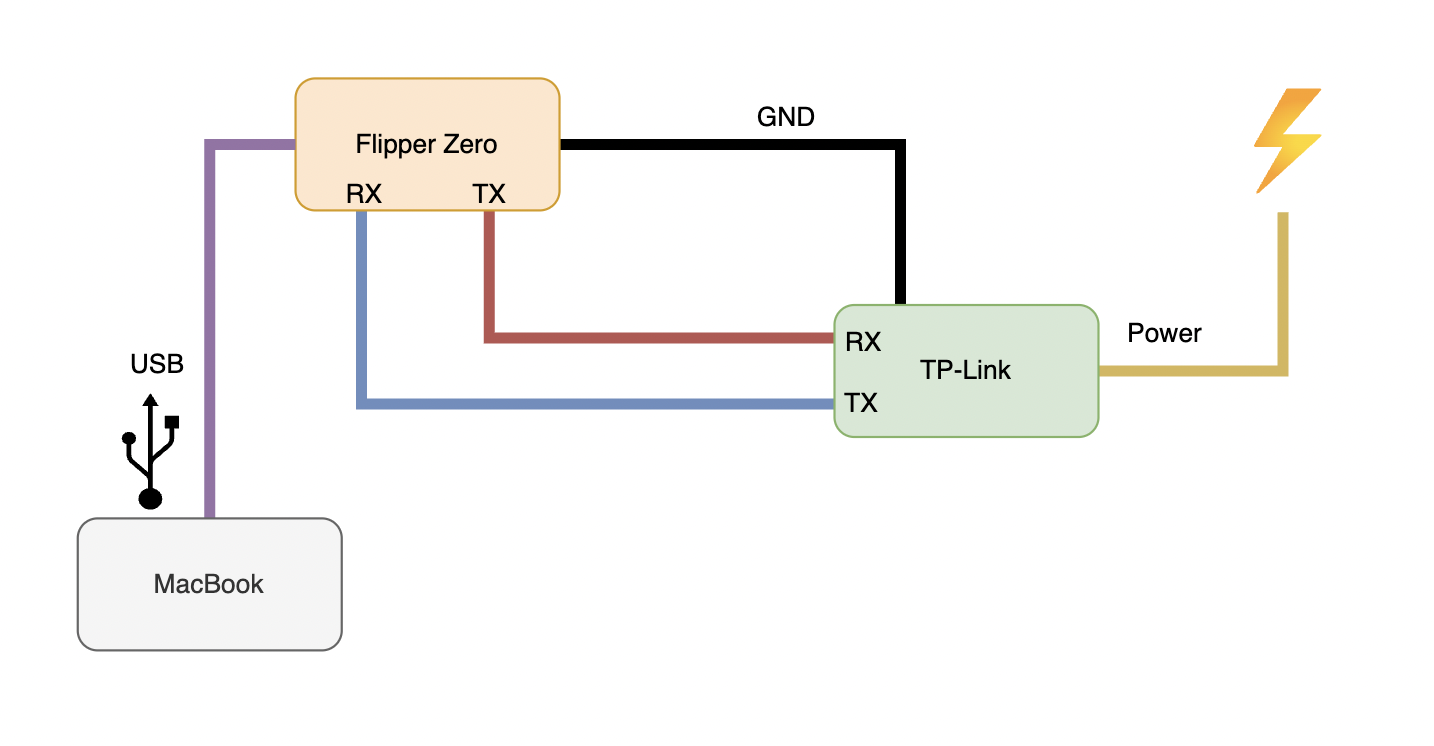 GND
Flipper Zero
RX
TX
Power
RX
USB
TP-Link
TX
MacBook